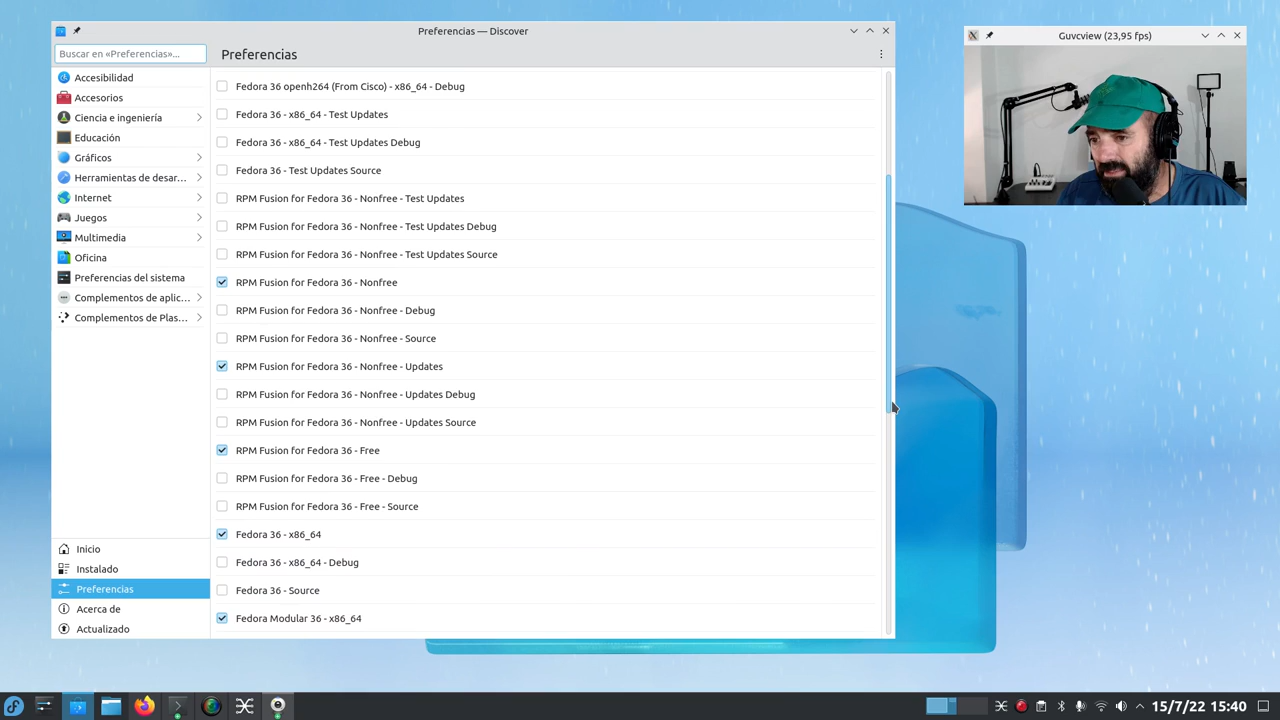 Preferencias — Discover
Buscar en «Preferencias»...
Preferencias
Accesibilidad
Accesorios
Ciencia e ingeniería
Educación
Gráficos
Herramientas de desar...
Internet
Juegos
Multimedia
Oficina
Preferencias del sistema
Complementos de aplic...
Complementos de Plas...
Inicio
Instalado
Preferencias
Acerca de
Actualizado
Fedora 36 openh264 (From Cisco) - x86_64 - Debug
Fedora 36 - x86_64 - Test Updates
Fedora 36 - x86_64 - Test Updates Debug
Fedora 36 - Test Updates Source
RPM Fusion for Fedora 36 - Nonfree - Test Updates
RPM Fusion for Fedora 36 - Nonfree - Test Updates Debug
RPM Fusion for Fedora 36 - Nonfree - Test Updates Source
RPM Fusion for Fedora 36 - Nonfree
RPM Fusion for Fedora 36 - Nonfree - Debug
RPM Fusion for Fedora 36 - Nonfree - Source
RPM Fusion for Fedora 36 - Nonfree - Updates
RPM Fusion for Fedora 36 - Nonfree - Updates Debug
RPM Fusion for Fedora 36 - Nonfree - Updates Source
RPM Fusion for Fedora 36 - Free
RPM Fusion for Fedora 36 - Free - Debug
RPM Fusion for Fedora 36 - Free - Source
Fedora 36 - x86_64
Fedora 36 - x86_64 - Debug
Fedora 36 - Source
Fedora Modular 36 - x86_64
Guvcview (23,95 fps)
15/7/22 15:40